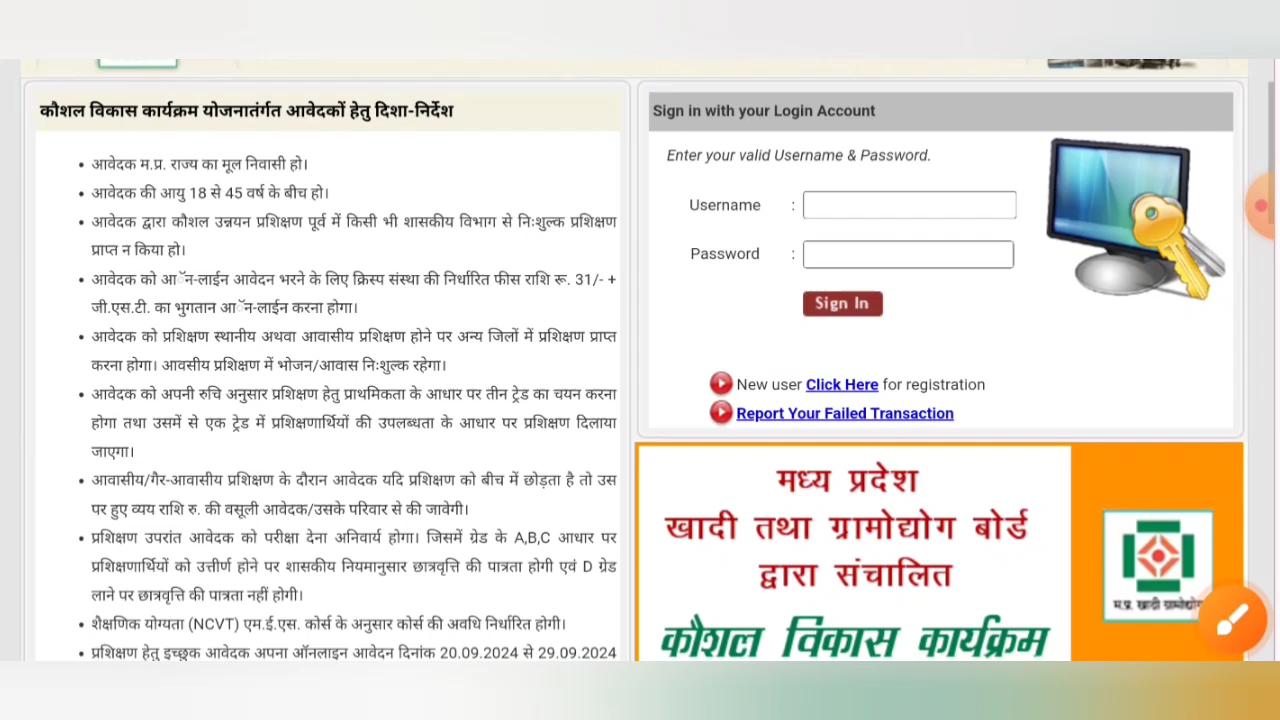 कौशल विकास कार्यक्रम योजनातंर्गत आवेदकों हेतु दिशा-निर्देश
आवेदक म.प्र. राज्य का मूल निवासी हो।
आवेदक की आयु 18 से 45 वर्ष के बीच हो।
आवेदक द्वारा कौशल उन्नयन प्रशिक्षण पूर्व में किसी भी शासकीय विभाग से निःशुल्क प्रशिक्षण
प्राप्त न किया हो।
आवेदक को आॅन-लाईन आवेदन भरने के लिए क्रिस्प संस्था की निर्धारित फीस राशि रू. 31/- +
जी.एस.टी. का भुगतान आॅन-लाईन करना होगा।
आवेदक को प्रशिक्षण स्थानीय अथवा आवासीय प्रशिक्षण होने पर अन्य जिलों में प्रशिक्षण प्राप्त
करना होगा। आवसीय प्रशिक्षण में भोजन/आवास निःशुल्क रहेगा।
आवेदक को अपनी रुचि अनुसार प्रशिक्षण हेतु प्राथमिकता के आधार पर तीन ट्रेड का चयन करना
होगा तथा उसमें से एक ट्रेड में प्रशिक्षणार्थियों की उपलब्धता के आधार पर प्रशिक्षण दिलाया
जाएगा।
आवासीय/गैर-आवासीय प्रशिक्षण के दौरान आवेदक यदि प्रशिक्षण को बीच में छोड़ता है तो उस
पर हुए व्यय राशि रु. की वसूली आवेदक/उसके परिवार से की जावेगी।
प्रशिक्षण उपरांत आवेदक को परीक्षा देना अनिवार्य होगा। जिसमें ग्रेड के A,B,C आधार पर
प्रशिक्षणार्थियों को उत्तीर्ण होने पर शासकीय नियमानुसार छात्रवृत्ति की पात्रता होगी एवं D ग्रेड
लाने पर छात्रवृत्ति की पात्रता नहीं होगी।
शैक्षणिक योग्यता (NCVT) एम.ई.एस. कोर्स के अनुसार कोर्स की अवधि निर्धारित होगी।
प्रशिक्षण हेतु इच्छुक आवेदक अपना ऑनलाइन आवेदन दिनांक 20.09.2024 से 29.09.2024
Sign in with your Login Account
Enter your valid Username & Password.
Username :
Password :
Sign In
New user Click Here for registration
Report Your Failed Transaction
मध्य प्रदेश
खादी तथा ग्रामोद्योग बोर्ड
द्वारा संचालित
कौशल विकास कार्यक्रम
म.प्र. खादी ग्रामोद्योग